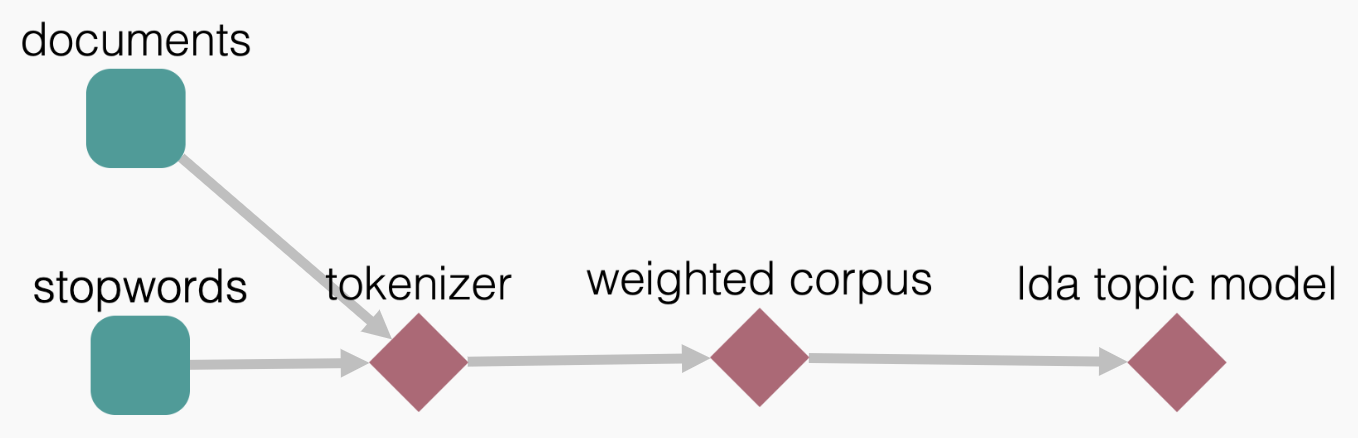 documents
stopwords
tokenizer
weighted corpus
lda topic model